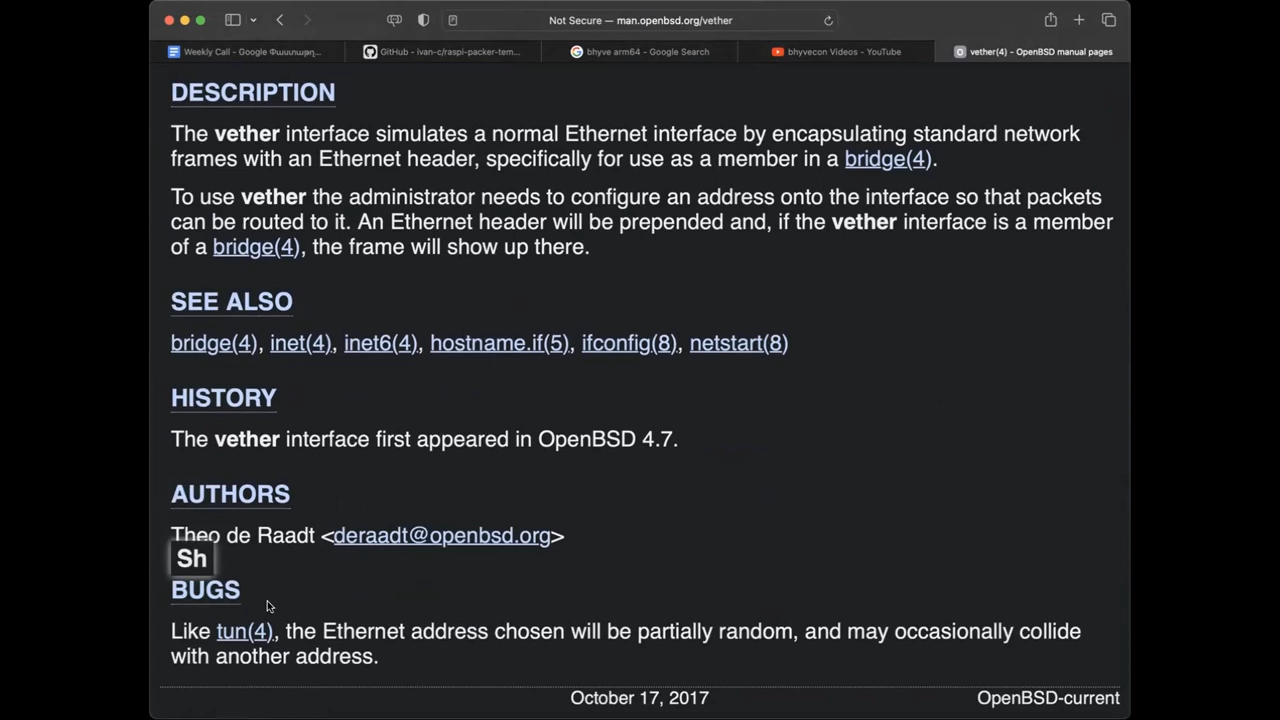 Not Secure — man.openbsd.org/vether
Weekly Call - Google Փաստաթղ...
GitHub - ivan-c/raspi-packer-tem...
bhyve arm64 - Google Search
bhyvecon Videos - YouTube
vether(4) - OpenBSD manual pages
DESCRIPTION
The vether interface simulates a normal Ethernet interface by encapsulating standard network
frames with an Ethernet header, specifically for use as a member in a bridge(4).
To use vether the administrator needs to configure an address onto the interface so that packets
can be routed to it. An Ethernet header will be prepended and, if the vether interface is a member
of a bridge(4), the frame will show up there.
SEE ALSO
bridge(4), inet(4), inet6(4), hostname.if(5), ifconfig(8), netstart(8)
HISTORY
The vether interface first appeared in OpenBSD 4.7.
AUTHORS
Theo de Raadt <deraadt@openbsd.org>
Sh
BUGS
Like tun(4), the Ethernet address chosen will be partially random, and may occasionally collide
with another address.
October 17, 2017
OpenBSD-current